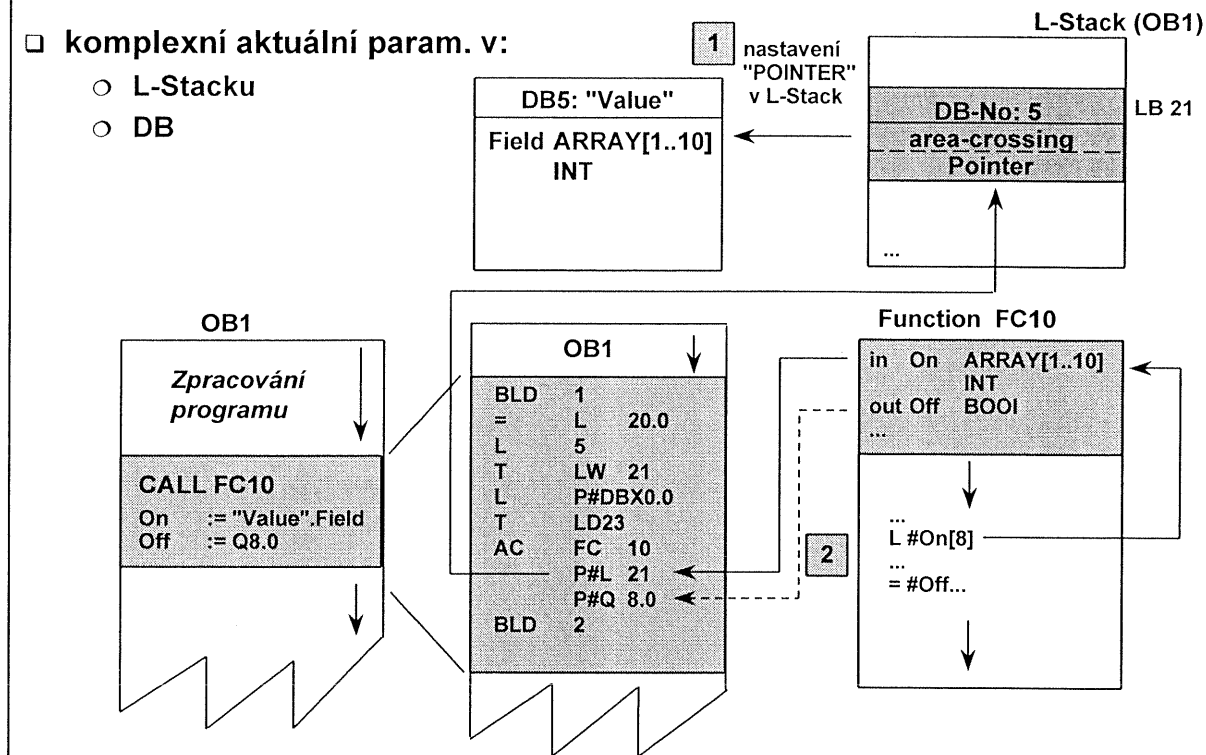 komplexní aktuální param. v:
L-Stacku
DB
1
nastavení
"POINTER"
v L-Stack
L-Stack (OB1)
DB5: "Value"
Field ARRAY[1..10]
INT
DB-No: 5
area-crossing
Pointer
...
LB 21
OB1
Zpracování
programu
CALL FC10
On := "Value".Field
Off := Q8.0
OB1
BLD 1
= L 20.0
L 5
T LW 21
L P#DBX0.0
T LD23
AC FC 10
P#L 21
P#Q 8.0
BLD 2
2
Function FC10
in On ARRAY[1..10]
INT
out Off BOOl
...
...
L #On[8]
...
= #Off...